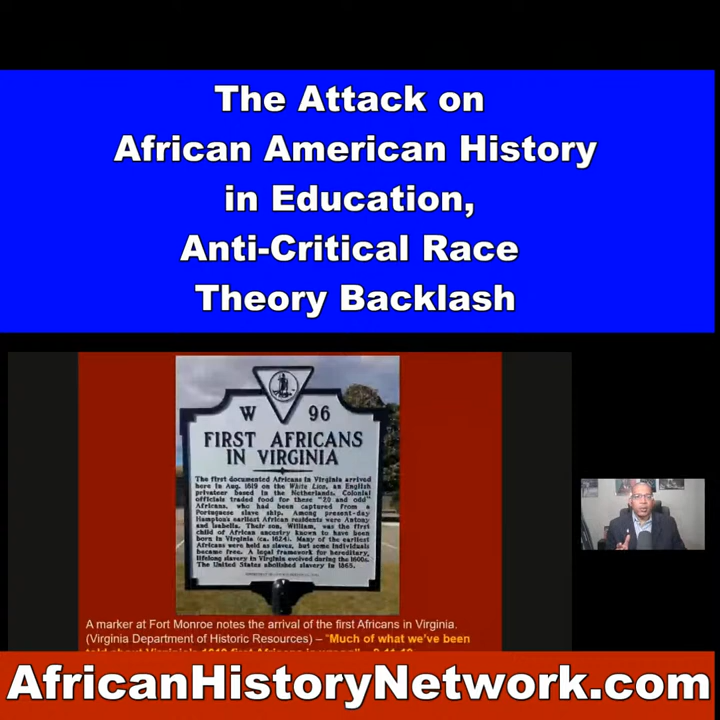 The Attack on
African American History
in Education,
Anti-Critical Race
Theory Backlash
W 96
FIRST AFRICANS
IN VIRGINIA
The first documented Africans in Virginia arrived
here in Aug. 1619 on the White Lion, an English
privateer based in the Netherlands. Colonial
officials traded food for these "20 and odd"
Africans, who had been captured from a
Portuguese slave ship. Among present-day
Hampton's earliest African residents were Antony
and Isabella. Their son, William, was the first
child of African ancestry known to have been
born in Virginia (ca. 1624). Many of the earliest
Africans were held as slaves, but some individuals
became free. A legal framework for hereditary,
lifelong slavery in Virginia evolved during the 1600s.
The United States abolished slavery in 1865.
A marker at Fort Monroe notes the arrival of the first Africans in Virginia.
(Virginia Department of Historic Resources) – "Much of what we've been
AfricanHistoryNetwork.com